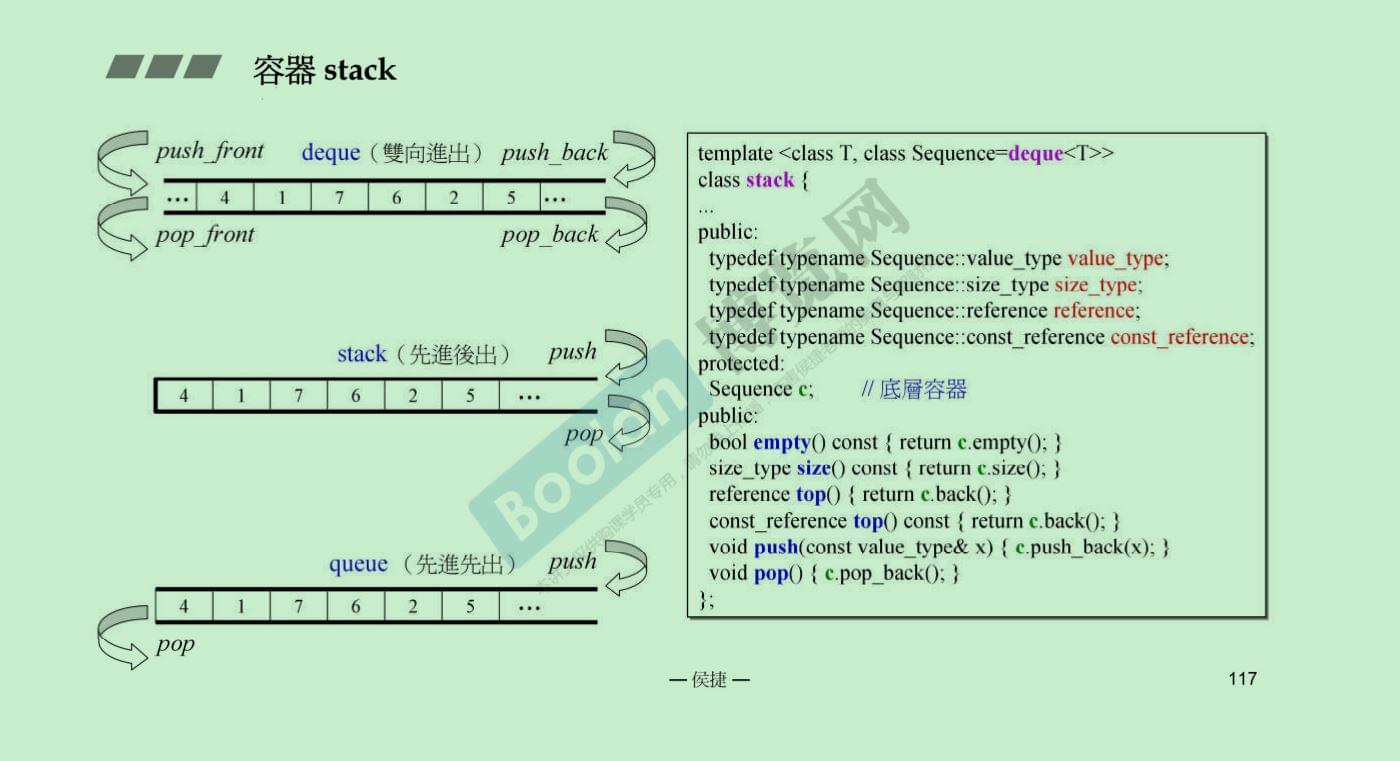 容器 stack
push_front deque（雙向進出） push_back
… 4 1 7 6 2 5 …
pop_front pop_back
stack（先進後出） push
4 1 7 6 2 5 …
pop
queue （先進先出） push
4 1 7 6 2 5 …
pop
template <class T, class Sequence=deque<T>>
class stack {
...
public:
typedef typename Sequence::value_type value_type;
typedef typename Sequence::size_type size_type;
typedef typename Sequence::reference reference;
typedef typename Sequence::const_reference const_reference;
protected:
Sequence c; // 底層容器
public:
bool empty() const { return c.empty(); }
size_type size() const { return c.size(); }
reference top() { return c.back(); }
const_reference top() const { return c.back(); }
void push(const value_type& x) { c.push_back(x); }
void pop() { c.pop_back(); }
};
Boolan 博览网
— 侯捷 —
117